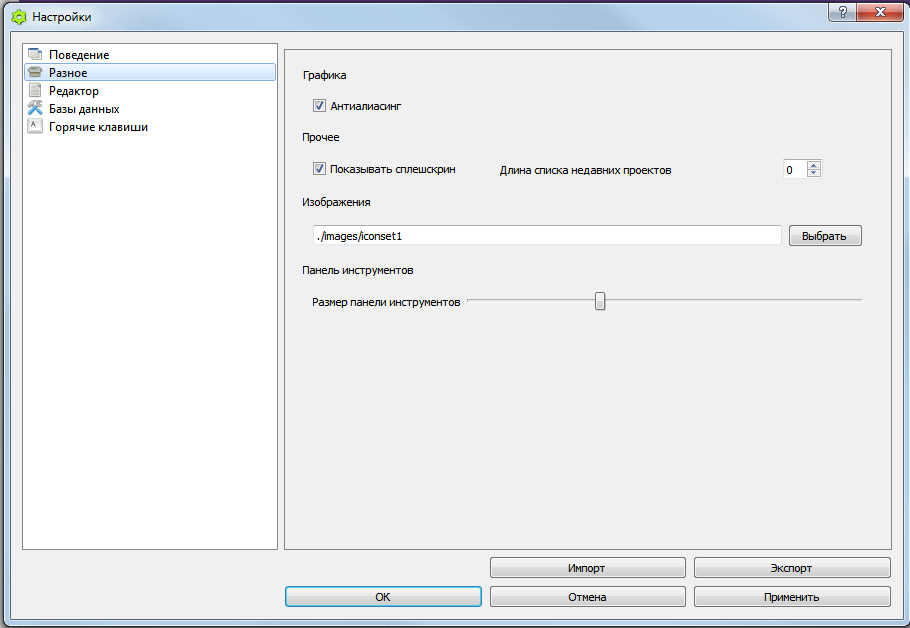 Настройки
?
Поведение
Разное
Редактор
Базы данных
A
Горячие клавиши
Графика
Антиалиасинг
Прочее
Показывать сплешскрин Длина списка недавних проектов 0
Изображения
./images/iconset1 Выбрать
Панель инструментов
Размер панели инструментов
Импорт Экспорт
OK Отмена Применить